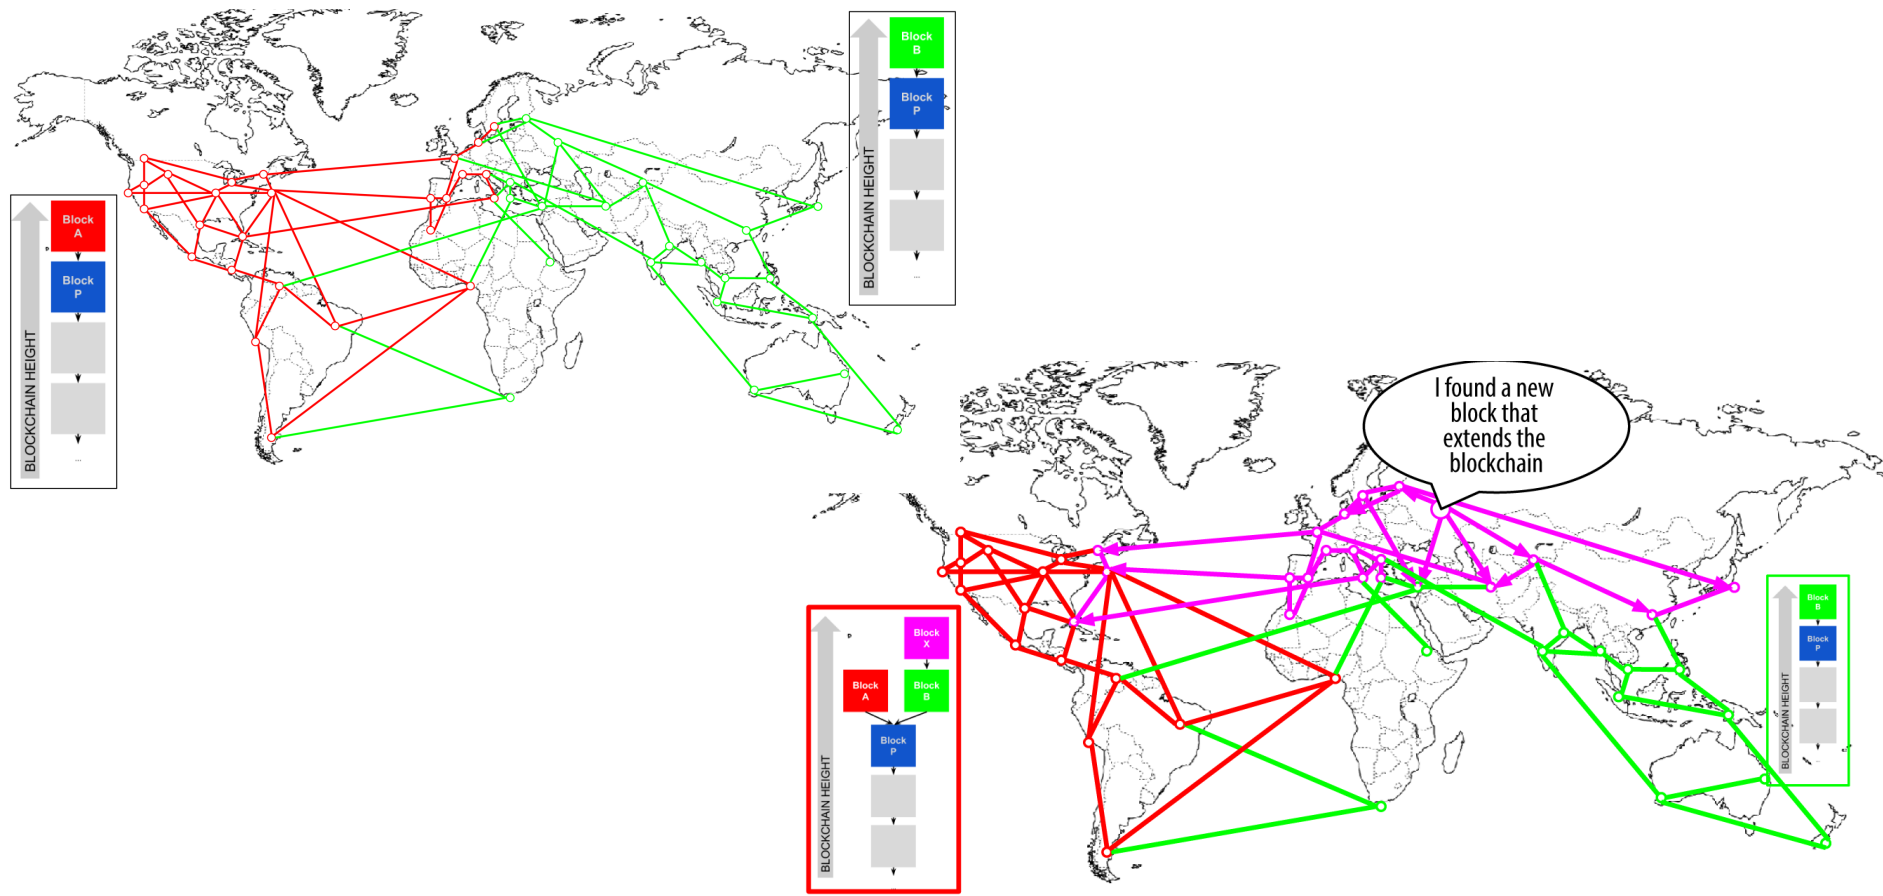 Block
A
Block
P
...
BLOCKCHAIN HEIGHT
Block
B
Block
P
...
BLOCKCHAIN HEIGHT
I found a new
block that
extends the
blockchain
Block
X
Block
A
Block
B
Block
P
...
BLOCKCHAIN HEIGHT
Block
B
Block
P
...
BLOCKCHAIN HEIGHT